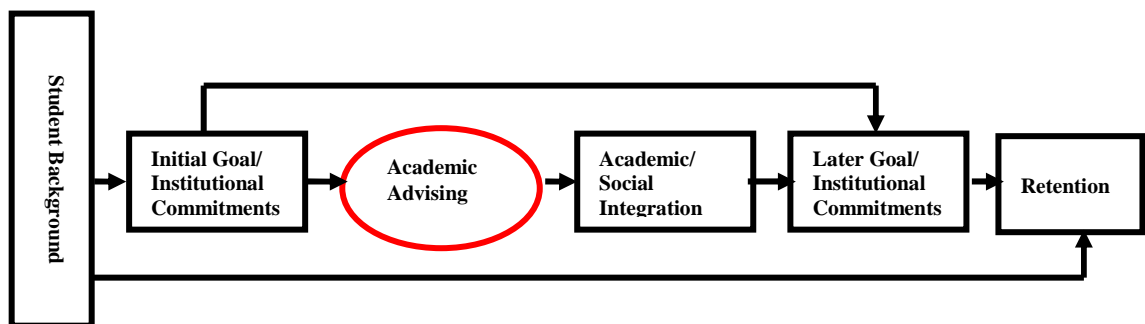 Student Background
Initial Goal/
Institutional
Commitments
Academic
Advising
Academic/
Social
Integration
Later Goal/
Institutional
Commitments
Retention